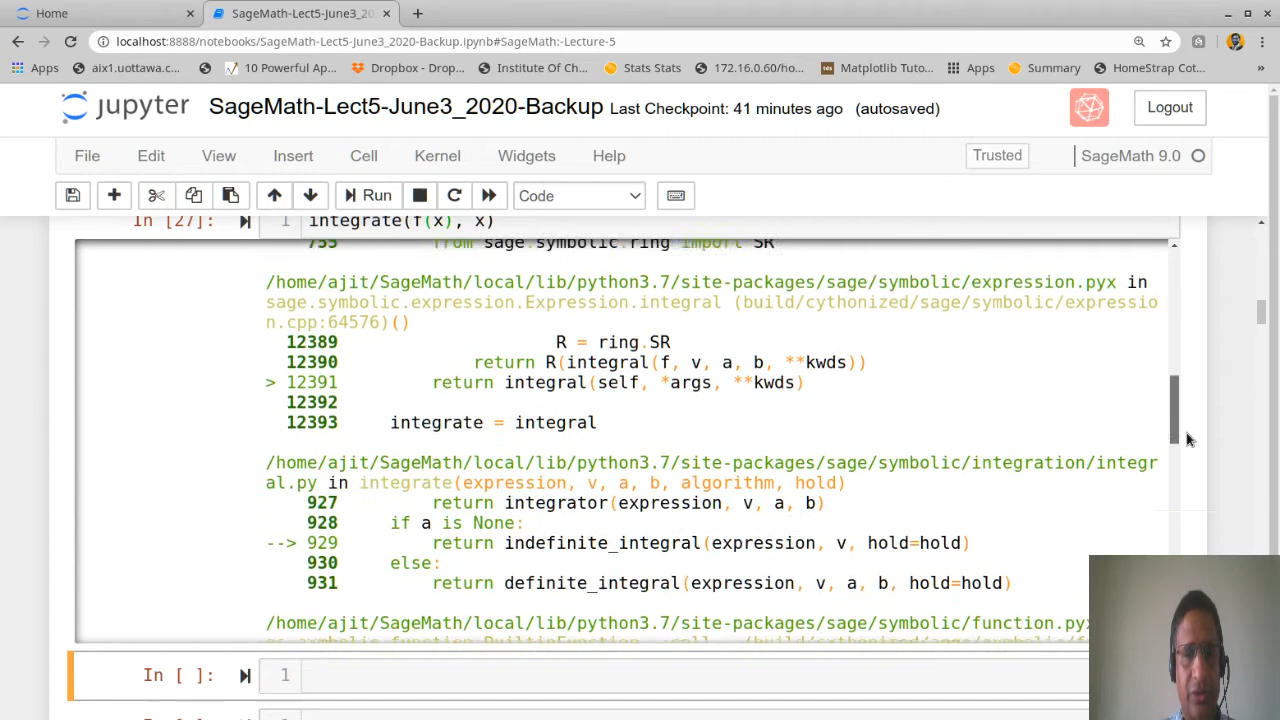 Home
SageMath-Lect5-June3_20
localhost:8888/notebooks/SageMath-Lect5-June3_2020-Backup.ipynb#SageMath:-Lecture-5
Apps aix1.uottawa.c... 10 Powerful Ap... Dropbox - Drop... Institute Of Ch... Stats Stats 172.16.0.60/ho... Matplotlib Tuto... Apps Summary HomeStrap Cot... »
jupyter SageMath-Lect5-June3_2020-Backup Last Checkpoint: 41 minutes ago (autosaved) Logout
File Edit View Insert Cell Kernel Widgets Help Trusted SageMath 9.0
Run Code
In [27]: 1 integrate(f(x), x)
753 from sage.symbolic.ring import SR
/home/ajit/SageMath/local/lib/python3.7/site-packages/sage/symbolic/expression.pyx in
sage.symbolic.expression.Expression.integral (build/cythonized/sage/symbolic/expressio
n.cpp:64576)()
12389 R = ring.SR
12390 return R(integral(f, v, a, b, **kwds))
> 12391 return integral(self, *args, **kwds)
12392
12393 integrate = integral
/home/ajit/SageMath/local/lib/python3.7/site-packages/sage/symbolic/integration/integr
al.py in integrate(expression, v, a, b, algorithm, hold)
927 return integrator(expression, v, a, b)
928 if a is None:
--> 929 return indefinite_integral(expression, v, hold=hold)
930 else:
931 return definite_integral(expression, v, a, b, hold=hold)
/home/ajit/SageMath/local/lib/python3.7/site-packages/sage/symbolic/function.pyx
In [ ]: 1